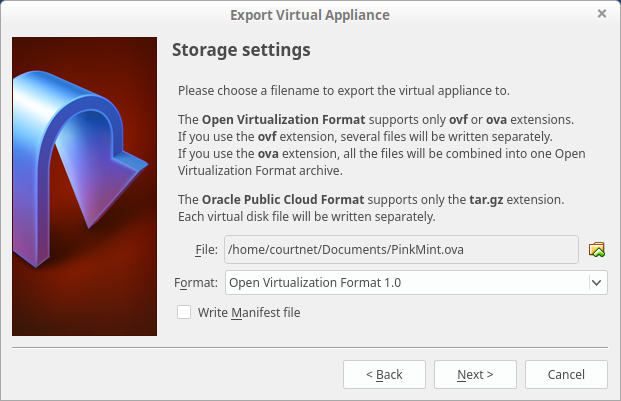 Export Virtual Appliance
Storage settings
Please choose a filename to export the virtual appliance to.
The Open Virtualization Format supports only ovf or ova extensions.
If you use the ovf extension, several files will be written separately.
If you use the ova extension, all the files will be combined into one Open
Virtualization Format archive.
The Oracle Public Cloud Format supports only the tar.gz extension.
Each virtual disk file will be written separately.
File: /home/courtnet/Documents/PinkMint.ova
Format: Open Virtualization Format 1.0
Write Manifest file
< Back Next > Cancel